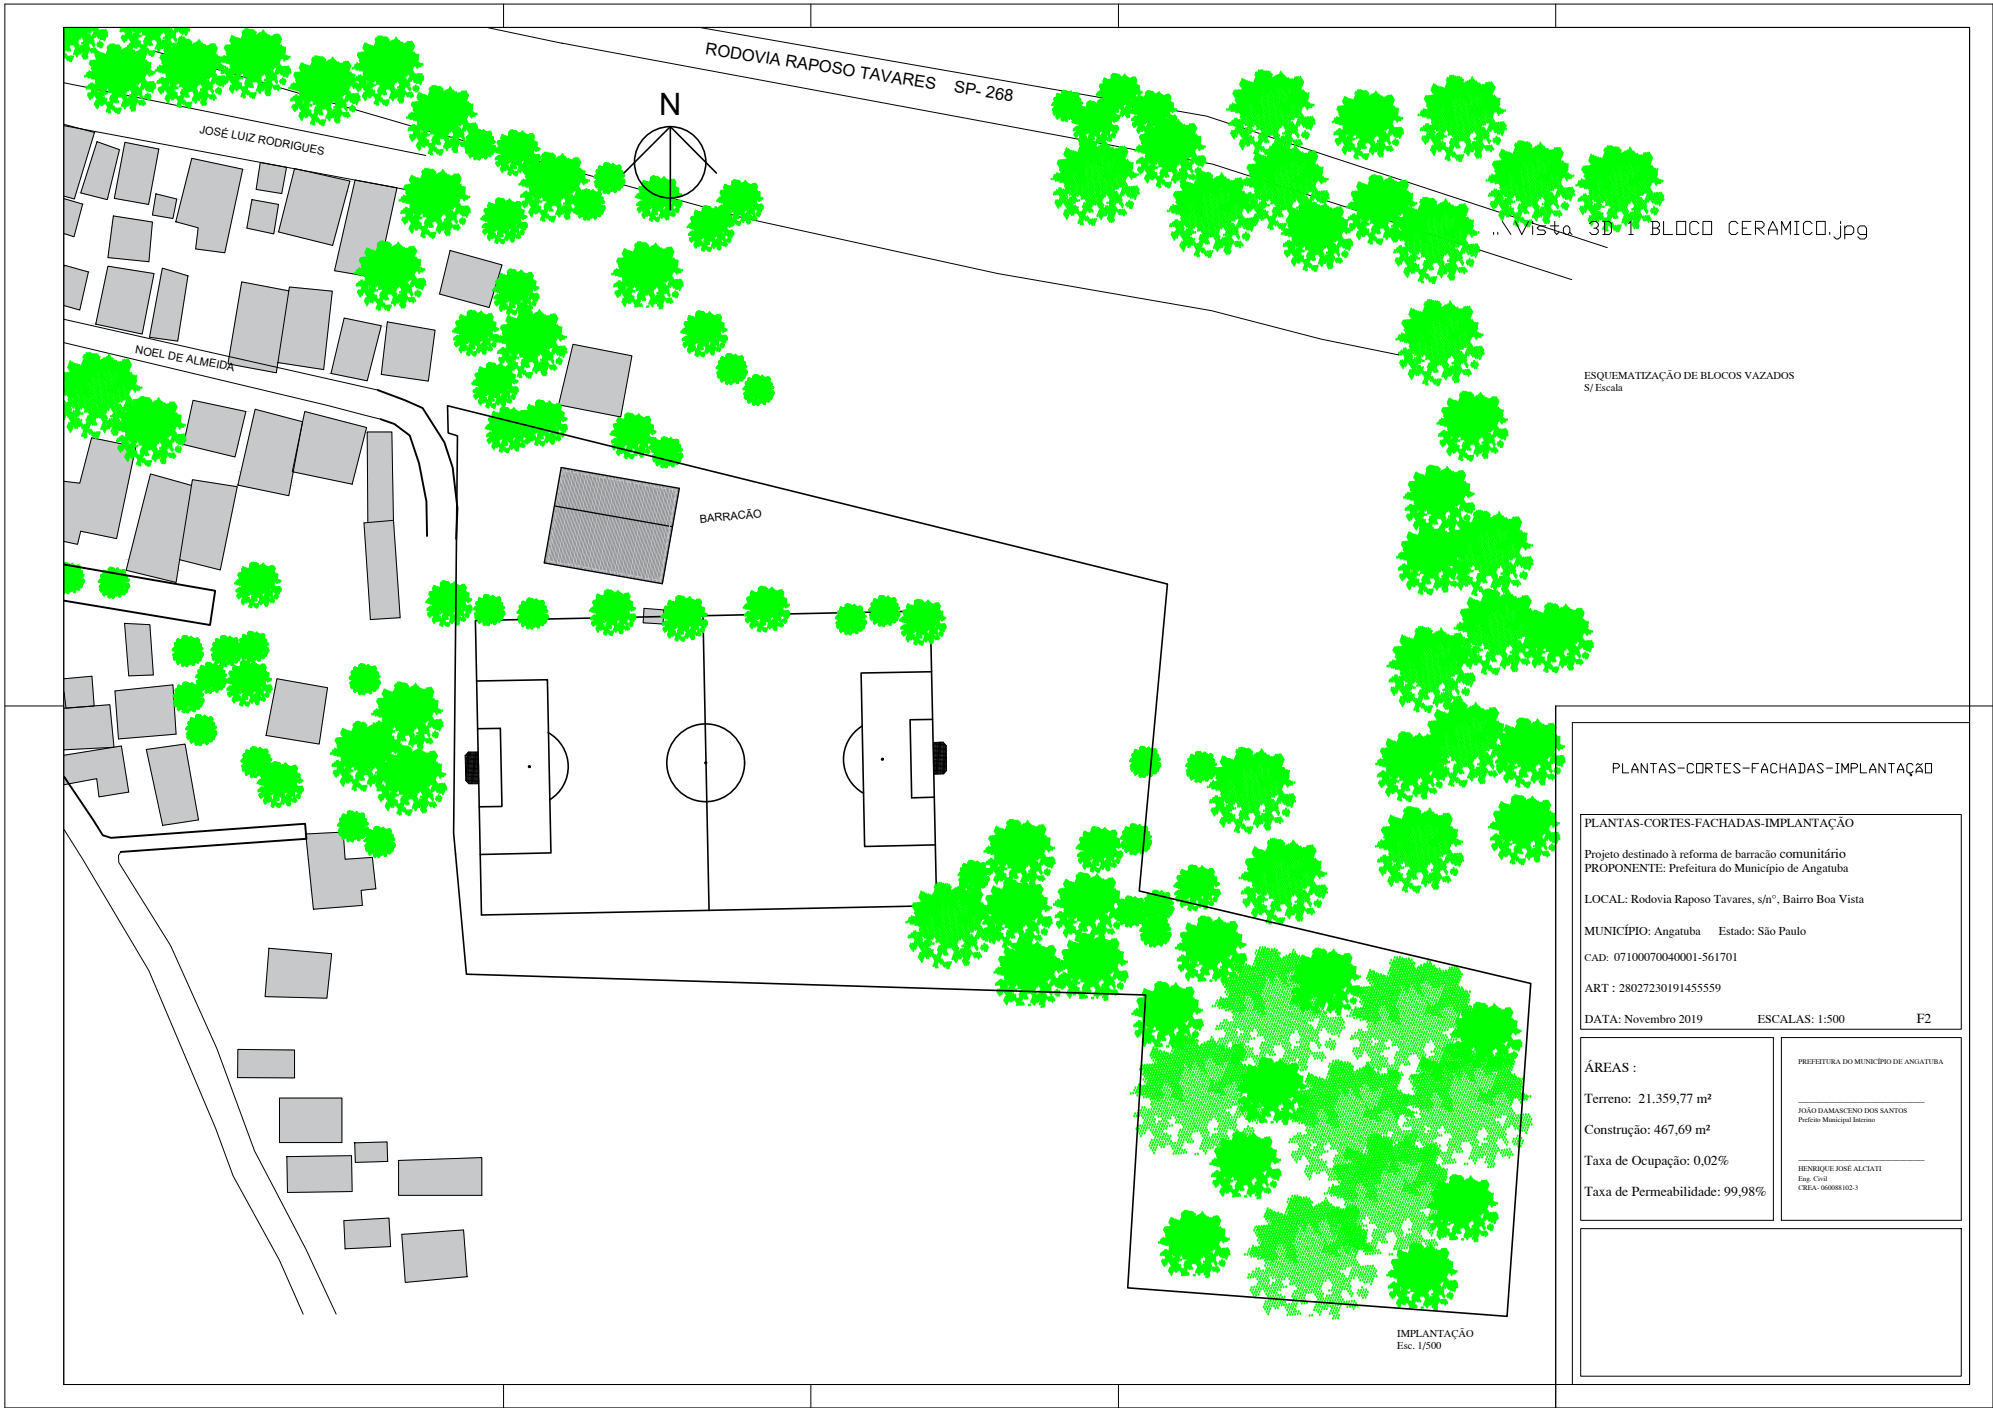 RODOVIA RAPOSO TAVARES SP- 268
N
JOSÉ LUIZ RODRIGUES
..\Vista 3D 1 BLOCO CERAMICO.jpg
NOEL DE ALMEIDA
ESQUEMATIZAÇÃO DE BLOCOS VAZADOS
S/ Escala
BARRACÃO
PLANTAS-CORTES-FACHADAS-IMPLANTAÇÃO
PLANTAS-CORTES-FACHADAS-IMPLANTAÇÃO
Projeto destinado à reforma de barracão comunitário
PROPONENTE: Prefeitura do Município de Angatuba
LOCAL: Rodovia Raposo Tavares, s/nº, Bairro Boa Vista
MUNICÍPIO: Angatuba Estado: São Paulo
CAD: 07100070040001-561701
ART : 28027230191455559
DATA: Novembro 2019 ESCALAS: 1:500 F2
ÁREAS :
Terreno: 21.359,77 m²
Construção: 467,69 m²
Taxa de Ocupação: 0,02%
Taxa de Permeabilidade: 99,98%
PREFEITURA DO MUNICÍPIO DE ANGATUBA
JOÃO DAMASCENO DOS SANTOS
Prefeito Municipal Interino
HENRIQUE JOSÉ ALCIATI
Eng. Civil
CREA- 060088102-3
IMPLANTAÇÃO
Esc. 1/500